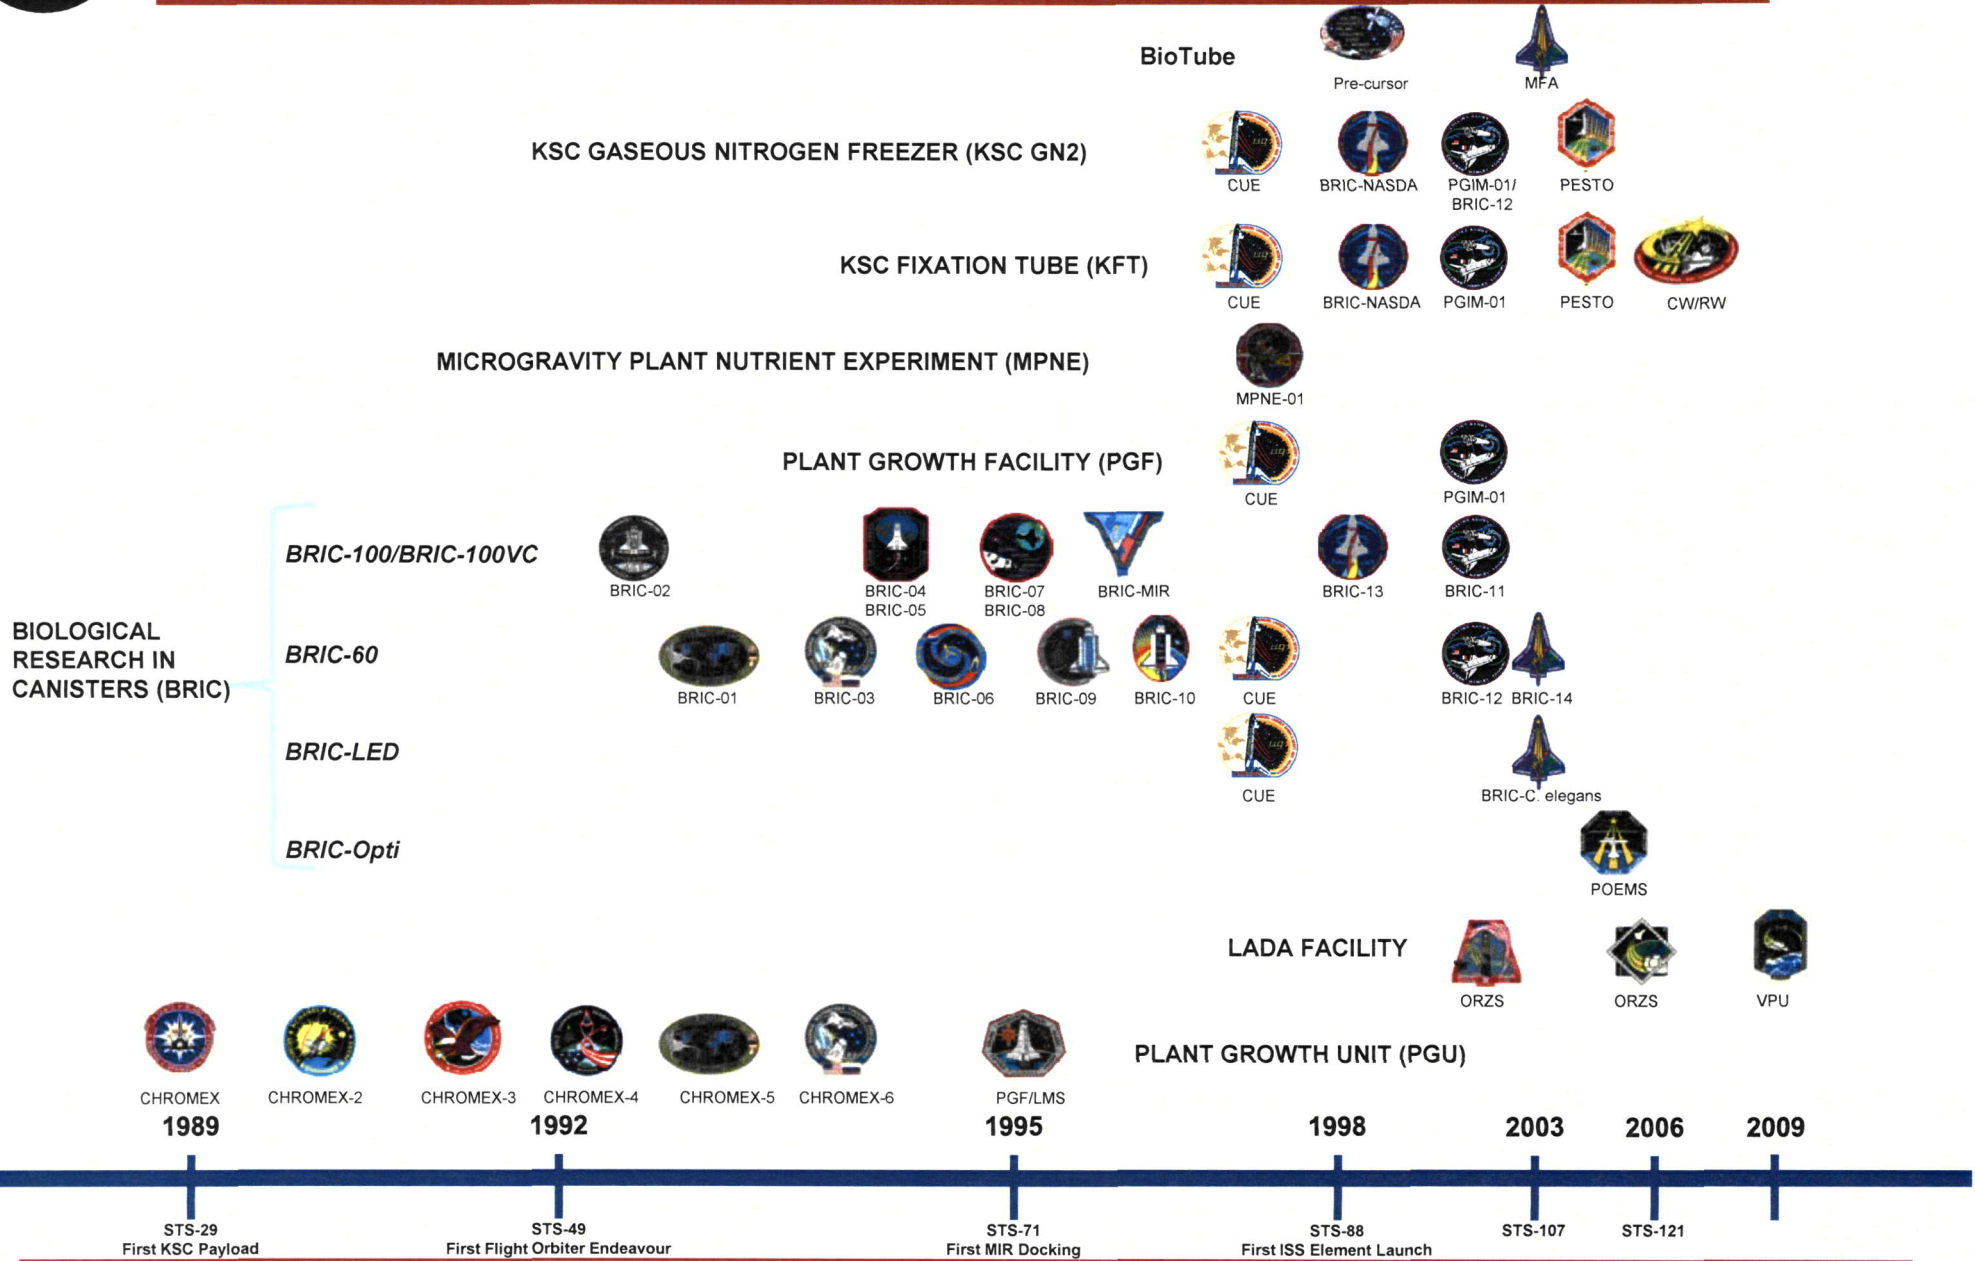 BioTube
Pre-cursor
MFA
KSC GASEOUS NITROGEN FREEZER (KSC GN2)
CUE
BRIC-NASDA
PGIM-01/
BRIC-12
PESTO
KSC FIXATION TUBE (KFT)
CUE
BRIC-NASDA
PGIM-01
PESTO
CW/RW
MICROGRAVITY PLANT NUTRIENT EXPERIMENT (MPNE)
MPNE-01
PLANT GROWTH FACILITY (PGF)
CUE
PGIM-01
BIOLOGICAL
RESEARCH IN
CANISTERS (BRIC)
BRIC-100/BRIC-100VC
BRIC-02
BRIC-04
BRIC-05
BRIC-07
BRIC-08
BRIC-MIR
BRIC-13
BRIC-11
BRIC-60
BRIC-01
BRIC-03
BRIC-06
BRIC-09
BRIC-10
CUE
BRIC-12
BRIC-14
BRIC-LED
CUE
BRIC-C. elegans
BRIC-Opti
POEMS
LADA FACILITY
ORZS
ORZS
VPU
PLANT GROWTH UNIT (PGU)
CHROMEX
CHROMEX-2
CHROMEX-3
CHROMEX-4
CHROMEX-5
CHROMEX-6
PGF/LMS
1989
1992
1995
1998
2003
2006
2009
STS-29
First KSC Payload
STS-49
First Flight Orbiter Endeavour
STS-71
First MIR Docking
STS-88
First ISS Element Launch
STS-107
STS-121